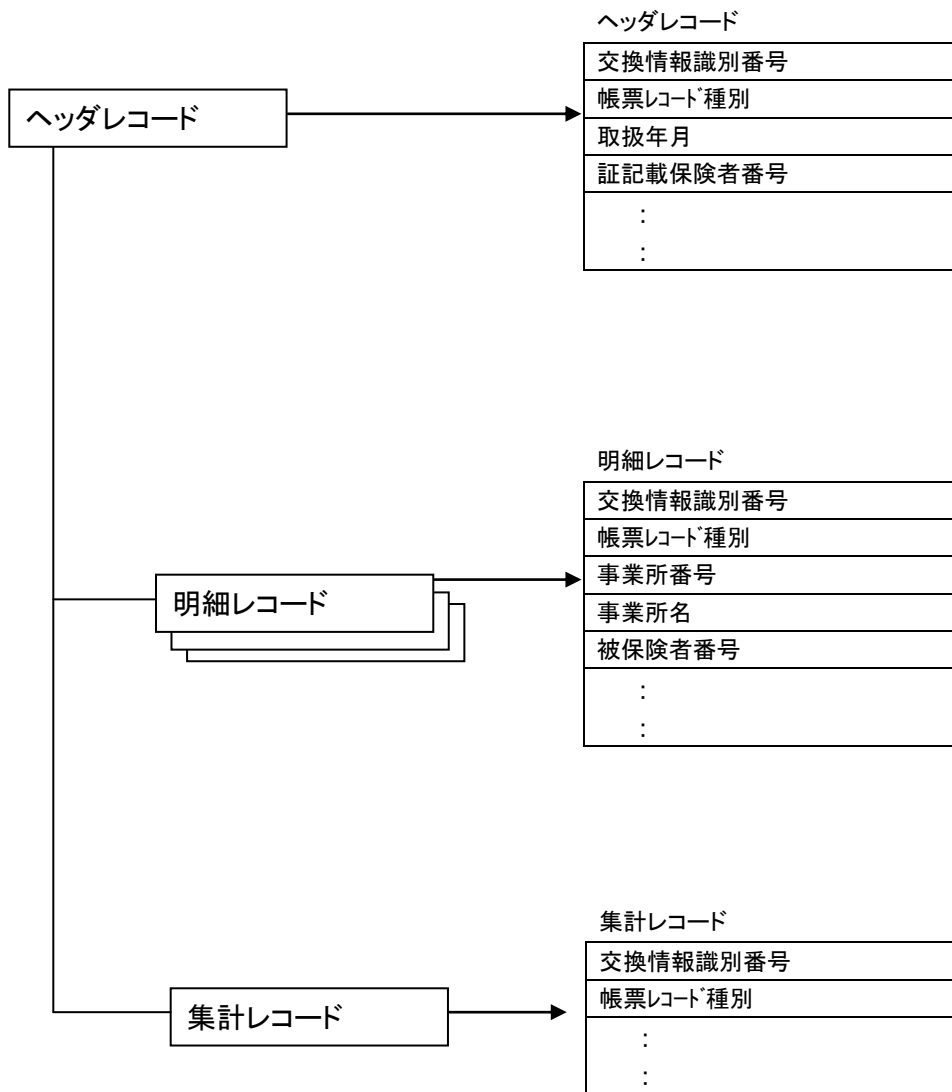 ヘッダレコード
ヘッダレコード
交換情報識別番号
帳票ﾚｺｰﾄﾞ種別
取扱年月
証記載保険者番号
:
:
明細レコード
明細レコード
交換情報識別番号
帳票ﾚｺｰﾄﾞ種別
事業所番号
事業所名
被保険者番号
:
:
集計レコード
集計レコード
交換情報識別番号
帳票ﾚｺｰﾄﾞ種別
:
: